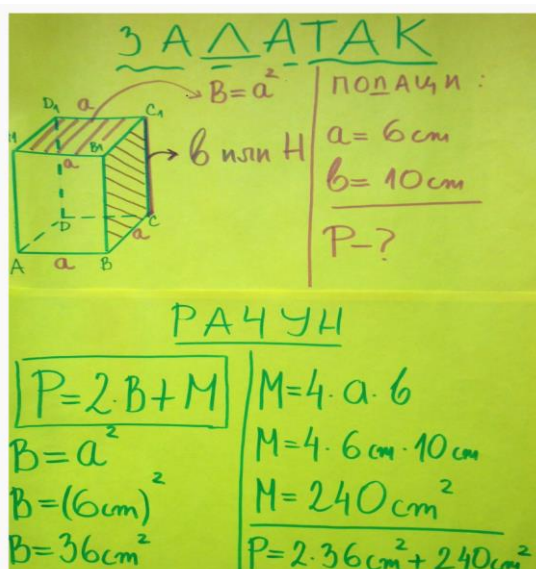 ЗАДАТАК
D₁ a C₁
B=a²
A₁ a B₁
в или H
D C
a
A a B
ПОДАЦИ:
a=6cm
в=10cm
P-?
РАЧУН
P=2·B+M
B=a²
B=(6cm)²
B=36cm²
M=4·a·в
M=4·6cm·10cm
M=240cm²
P=2·36cm²+240cm²